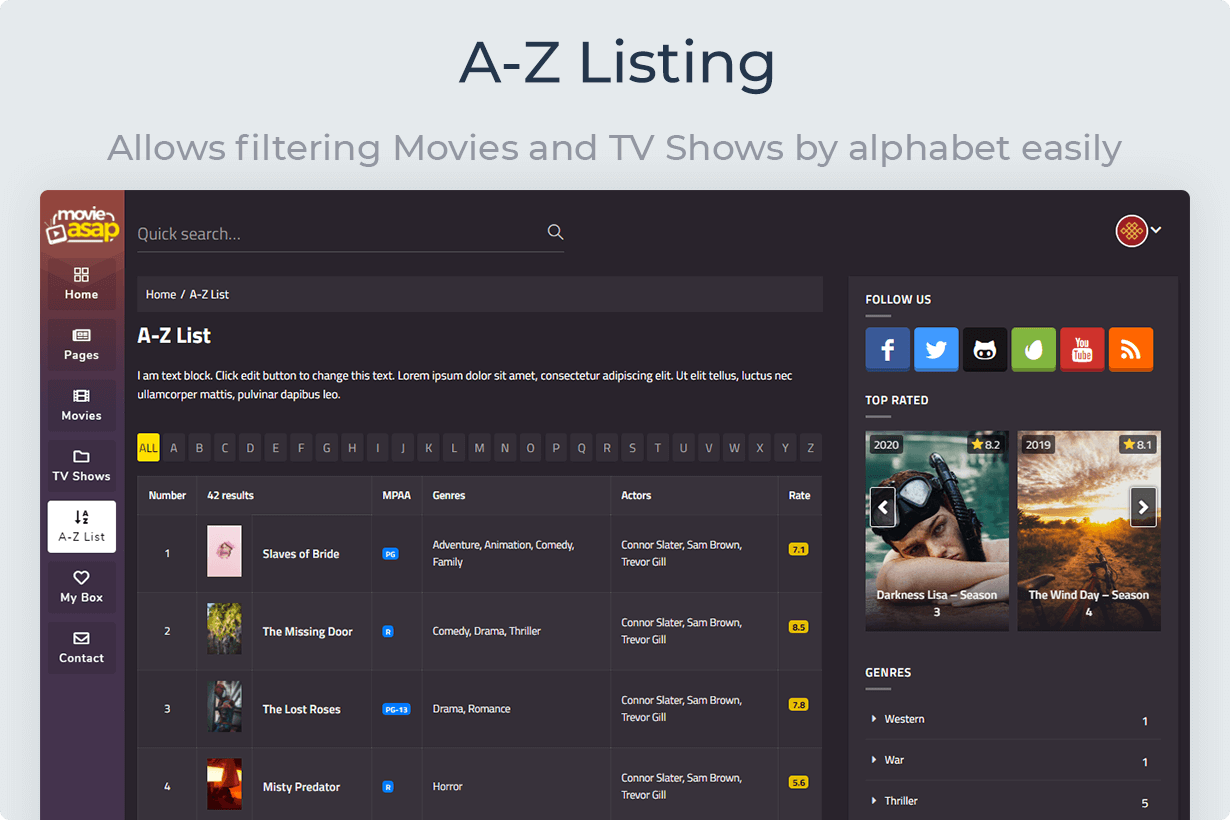 A-Z Listing
Allows filtering Movies and TV Shows by alphabet easily
movie
asap
Home
Pages
Movies
TV Shows
A-Z List
My Box
Contact
Quick search...
Home / A-Z List
A-Z List
I am text block. Click edit button to change this text. Lorem ipsum dolor sit amet, consectetur adipiscing elit. Ut elit tellus, luctus nec
ullamcorper mattis, pulvinar dapibus leo.
ALL A B C D E F G H I J K L M N O P Q R S T U V W X Y Z
Number 42 results MPAA Genres Actors Rate
1 Slaves of Bride PG Adventure, Animation, Comedy, Connor Slater, Sam Brown, 7.1
Family Trevor Gill
2 The Missing Door R Comedy, Drama, Thriller Connor Slater, Sam Brown, 8.5
Trevor Gill
3 The Lost Roses PG-13 Drama, Romance Connor Slater, Sam Brown, 7.8
Trevor Gill
4 Misty Predator R Horror Connor Slater, Sam Brown, 5.6
Trevor Gill
FOLLOW US
You
Tube
TOP RATED
2020 8.2
Darkness Lisa – Season
3
2019 8.1
The Wind Day – Season
4
GENRES
Western 1
War 1
Thriller 5